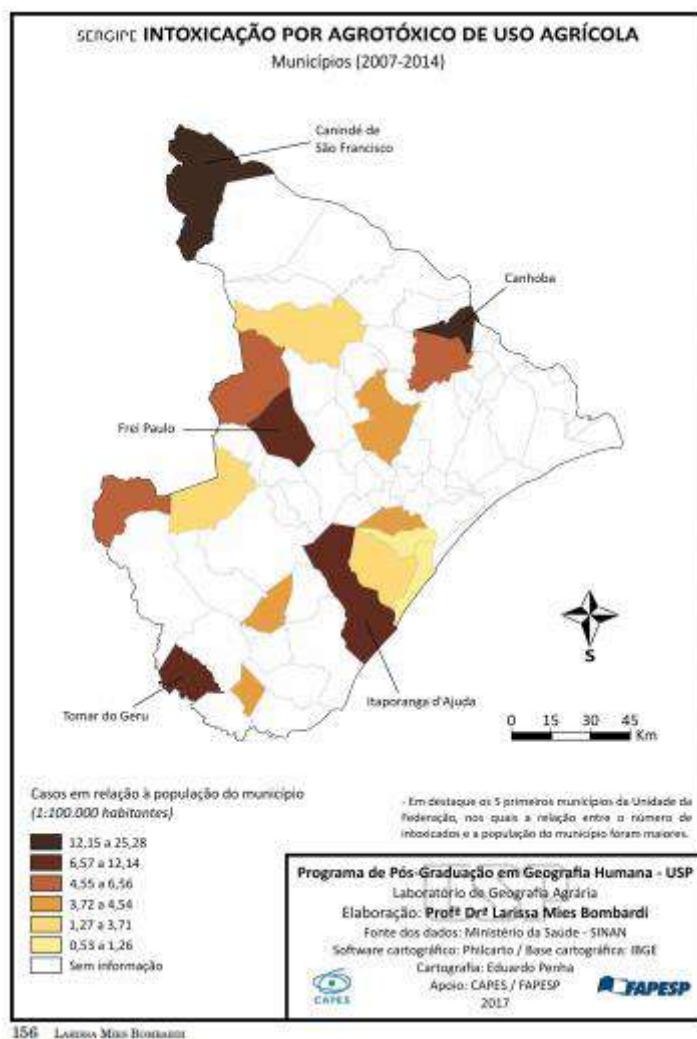 SERGIPE INTOXICAÇÃO POR AGROTÓXICO DE USO AGRÍCOLA
Municípios (2007-2014)
Canindé de
São Francisco
Canhoba
Frei Paulo
Itaporanga d'Ajuda
Tomar do Geru
S
0 15 30 45
Km
Casos em relação à população do município
(1:100.000 habitantes)
12,15 a 25,28
6,57 a 12,14
4,55 a 6,56
3,72 a 4,54
1,27 a 3,71
0,53 a 1,26
Sem informação
- Em destaque os 5 primeiros municípios da Unidade da
Federação, nos quais a relação entre o número de
intoxicados e a população do município foram maiores.
Programa de Pós-Graduação em Geografia Humana - USP
Laboratório de Geografia Agrária
Elaboração: Profª Drª Larissa Mies Bombardi
Fonte dos dados: Ministério da Saúde - SINAN
Software cartográfico: Philcarto / Base cartográfica: IBGE
Cartografia: Eduardo Penha
Apoio: CAPES / FAPESP
2017
CAPES
FAPESP
156 LARISSA MIES BOMBARDI